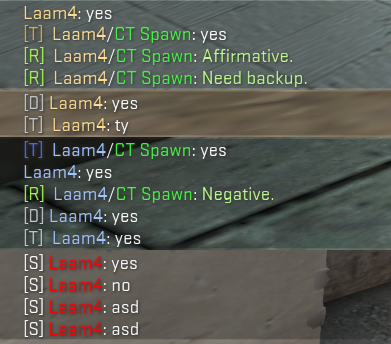 Laam4: yes
[T] Laam4/CT Spawn: yes
[R] Laam4/CT Spawn: Affirmative.
[R] Laam4/CT Spawn: Need backup.
[D] Laam4: yes
[T] Laam4: ty
[T] Laam4/CT Spawn: yes
Laam4: yes
[R] Laam4/CT Spawn: Negative.
[D] Laam4: yes
[T] Laam4: yes
[S] Laam4: yes
[S] Laam4: no
[S] Laam4: asd
[S] Laam4: asd